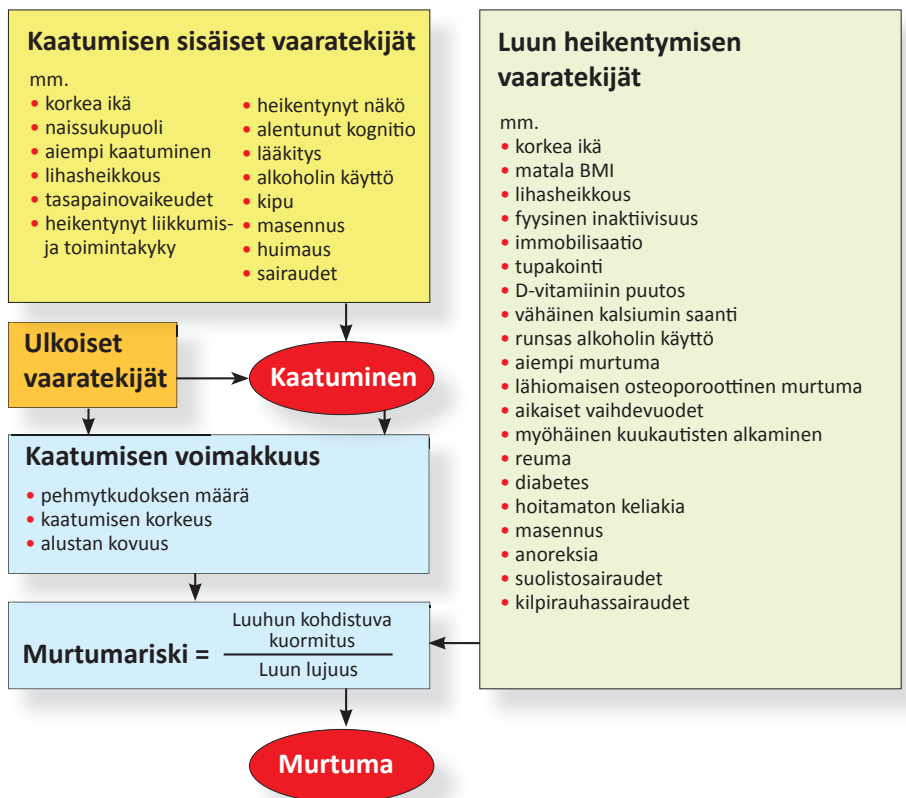 Kaatumisen sisäiset vaaratekijät
mm.
• korkea ikä
• naissukupuoli
• aiempi kaatuminen
• lihasheikkous
• tasapainovaikeudet
• heikentynyt liikkumis-
ja toimintakyky
• heikentynyt näkö
• alentunut kognitio
• lääkitys
• alkoholin käyttö
• kipu
• masennus
• huimaus
• sairaudet
Ulkoiset
vaaratekijät
Kaatuminen
Kaatumisen voimakkuus
• pehmytkudoksen määrä
• kaatumisen korkeus
• alustan kovuus
Murtumariski =
Luuhun kohdistuva
kuormitus
Luun lujuus
Murtuma
Luun heikentymisen
vaaratekijät
mm.
• korkea ikä
• matala BMI
• lihasheikkous
• fyysinen inaktiivisuus
• immobilisaatio
• tupakointi
• D-vitamiinin puutos
• vähäinen kalsiumin saanti
• runsas alkoholin käyttö
• aiempi murtuma
• lähiomaisen osteoporoottinen murtuma
• aikaiset vaihdevuodet
• myöhäinen kuukautisten alkaminen
• reuma
• diabetes
• hoitamaton keliakia
• masennus
• anoreksia
• suolistosairaudet
• kilpirauhassairaudet